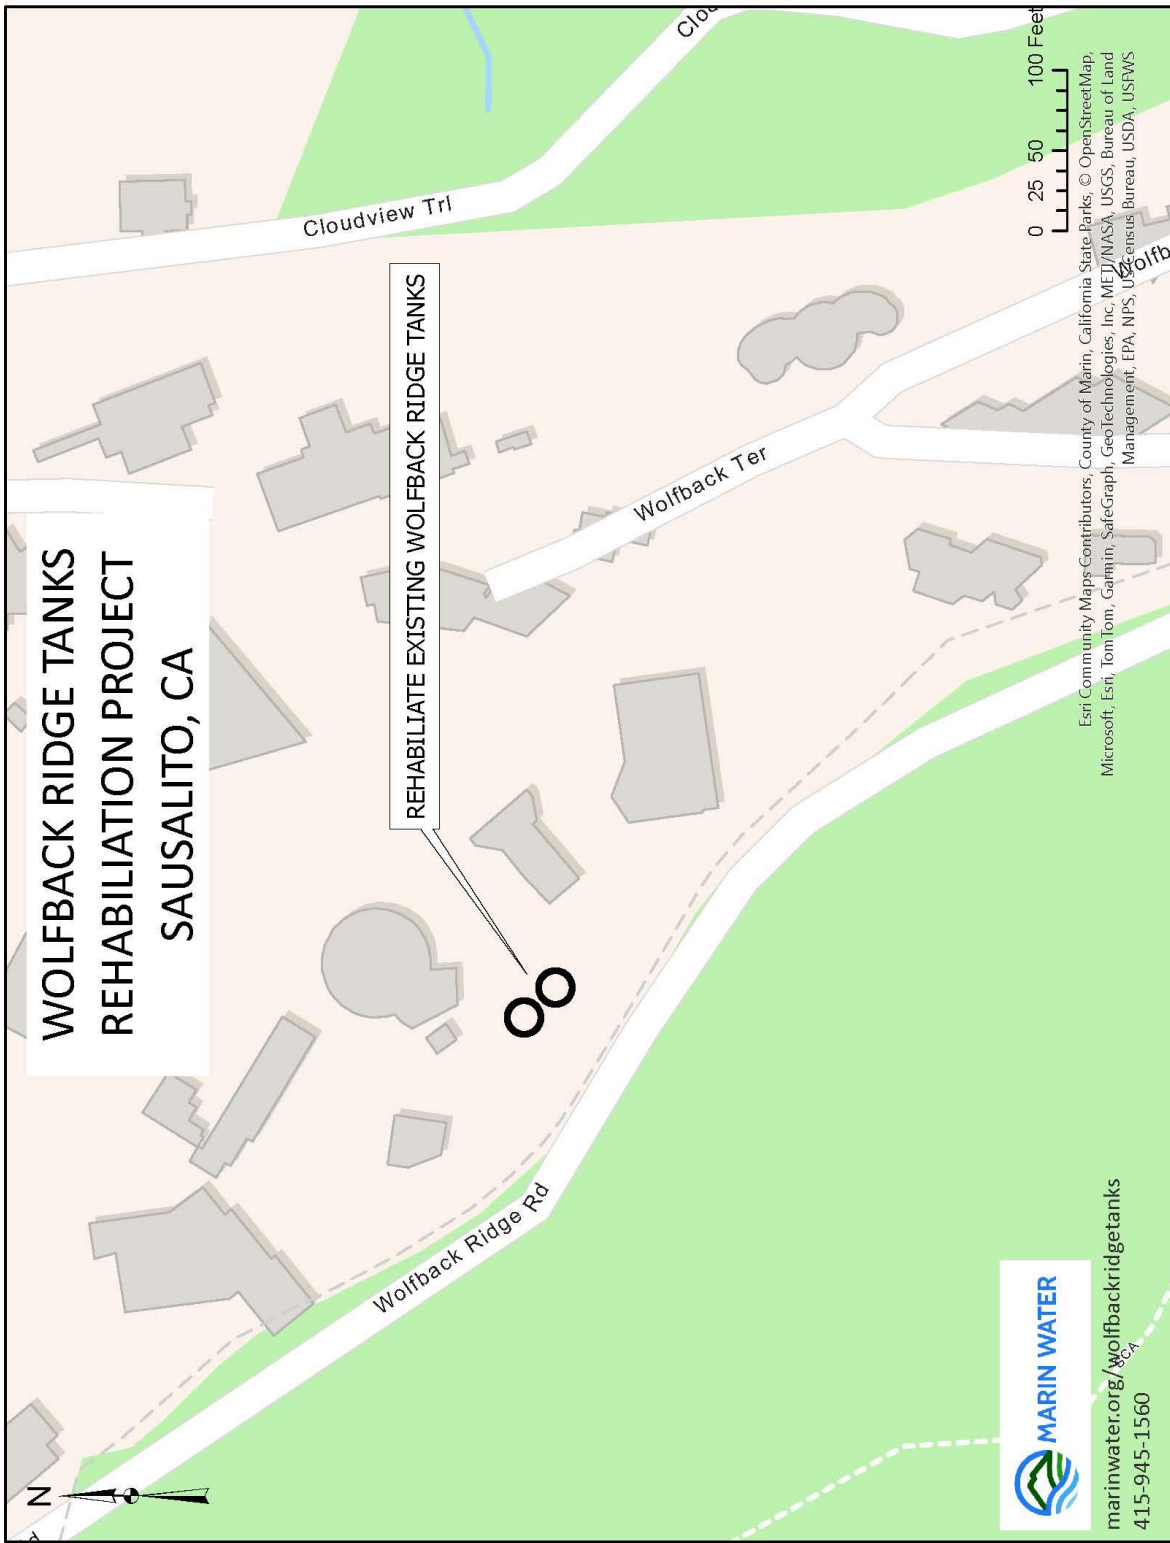 WOLFBACK RIDGE TANKS
REHABILIATION PROJECT
SAUSALITO, CA
N
Cloudview Trl
REHABILIATE EXISTING WOLFBACK RIDGE TANKS
Wolfback Ter
Wolfback Ridge Rd
0 25 50 100 Feet
Esri Community Maps Contributors, County of Marin, California State Parks, © OpenStreetMap,
Microsoft, Esri, TomTom, Garmin, SafeGraph, GeoTechnologies, Inc, METI/NASA, USGS, Bureau of Land
Management, EPA, NPS, US Census Bureau, USDA, USFWS
Wolfb
Clou
MARIN WATER
marinwater.org/wolfbackridgetanks
SCA
415-945-1560